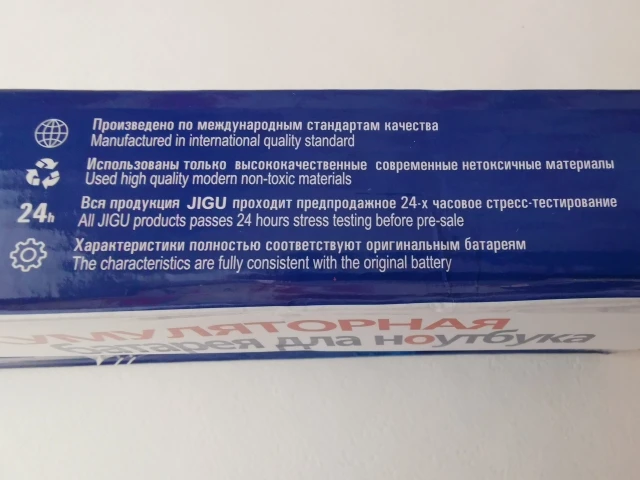 Произведено по международным стандартам качества
Manufactured in international quality standard
Использованы только высококачественные современные нетоксичные материалы
Used high quality modern non-toxic materials
24h
Вся продукция JIGU проходит предпродажное 24-х часовое стресс-тестирование
All JIGU products passes 24 hours stress testing before pre-sale
Характеристики полностью соответствуют оригинальным батареям
The characteristics are fully consistent with the original battery
УМУЛЯТОРНАЯ
батарея для ноутбука